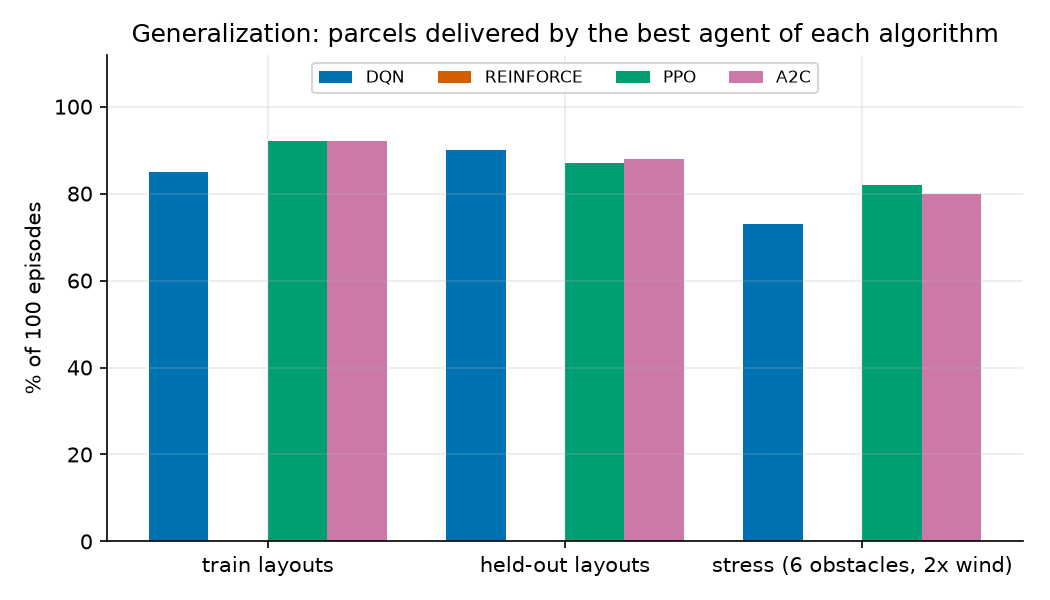 Generalization: parcels delivered by the best agent of each algorithm
DQN REINFORCE PPO A2C
% of 100 episodes
100
80
60
40
20
0
train layouts held-out layouts stress (6 obstacles, 2x wind)